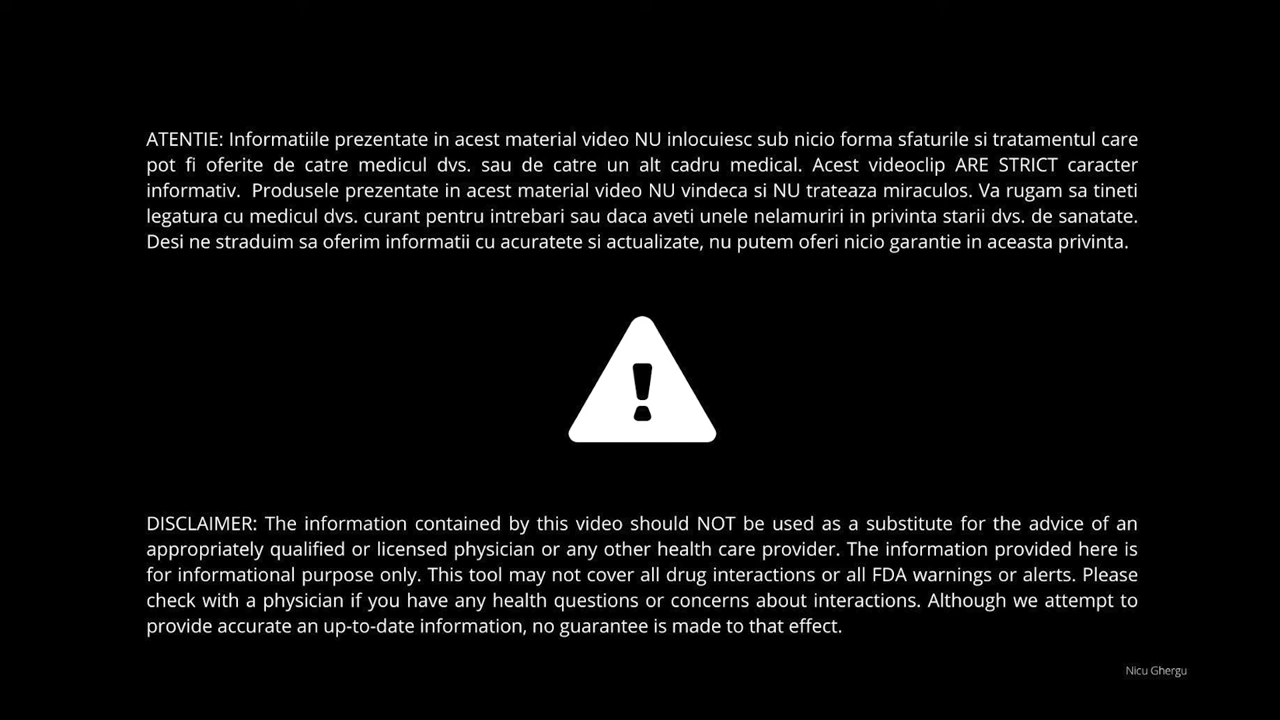 ATENTIE: Informatiile prezentate in acest material video NU inlocuiesc sub nicio forma sfaturile si tratamentul care
pot fi oferite de catre medicul dvs. sau de catre un alt cadru medical. Acest videoclip ARE STRICT caracter
informativ. Produsele prezentate in acest material video NU vindeca si NU trateaza miraculos. Va rugam sa tineti
legatura cu medicul dvs. curant pentru intrebari sau daca aveti unele nelamuriri in privinta starii dvs. de sanatate.
Desi ne straduim sa oferim informatii cu acuratete si actualizate, nu putem oferi nicio garantie in aceasta privinta.
DISCLAIMER: The information contained by this video should NOT be used as a substitute for the advice of an
appropriately qualified or licensed physician or any other health care provider. The information provided here is
for informational purpose only. This tool may not cover all drug interactions or all FDA warnings or alerts. Please
check with a physician if you have any health questions or concerns about interactions. Although we attempt to
provide accurate an up-to-date information, no guarantee is made to that effect.
Nicu Ghergu